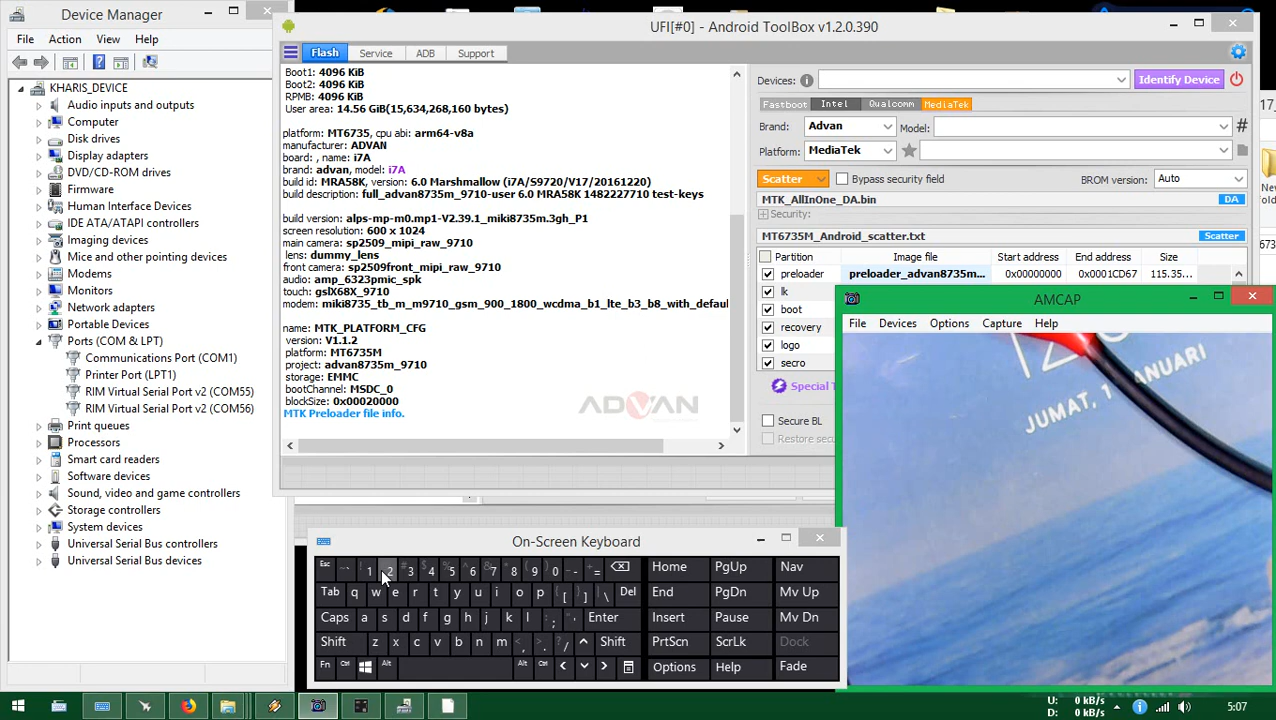 Device Manager
File Action View Help
KHARIS_DEVICE
Audio inputs and outputs
Computer
Disk drives
Display adapters
DVD/CD-ROM drives
Firmware
Human Interface Devices
IDE ATA/ATAPI controllers
Imaging devices
Mice and other pointing devices
Modems
Monitors
Network adapters
Portable Devices
Ports (COM & LPT)
Communications Port (COM1)
Printer Port (LPT1)
RIM Virtual Serial Port v2 (COM55)
RIM Virtual Serial Port v2 (COM56)
Print queues
Processors
Smart card readers
Software devices
Sound, video and game controllers
Storage controllers
System devices
Universal Serial Bus controllers
Universal Serial Bus devices
UFI[#0] - Android ToolBox v1.2.0.390
Flash Service ADB Support
Boot1: 4096 KiB
Boot2: 4096 KiB
RPMB: 4096 KiB
User area: 14.56 GiB(15,634,268,160 bytes)
platform: MT6735, cpu abi: arm64-v8a
manufacturer: ADVAN
board: , name: i7A
brand: advan, model: i7A
build id: MRA58K, version: 6.0 Marshmallow (i7A/S9720/V17/20161220)
build description: full_advan8735m_9710-user 6.0 MRA58K 1482227710 test-keys
build version: alps-mp-m0.mp1-V2.39.1_miki8735m.3gh_P1
screen resolution: 600 x 1024
main camera: sp2509_mipi_raw_9710
lens: dummy_lens
front camera: sp2509front_mipi_raw_9710
audio: amp_6323pmic_spk
touch: gslX68X_9710
modem: miki8735_tb_m_m9710_gsm_900_1800_wcdma_b1_lte_b3_b8_with_defaul
name: MTK_PLATFORM_CFG
version: V1.1.2
platform: MT6735M
project: advan8735m_9710
storage: EMMC
bootChannel: MSDC_0
blockSize: 0x00020000
MTK Preloader file info.
ADVAN
Devices: Identify Device
Fastboot Intel Qualcomm MediaTek
Brand: Advan Model: #
Platform: MediaTek
Scatter Bypass security field BROM version: Auto
MTK_AllInOne_DA.bin DA
Security:
MT6735M_Android_scatter.txt Scatter
Partition Image file Start address End address Size
preloader preloader_advan8735m... 0x00000000 0x0001CD67 115.35...
lk
boot
recovery
logo
secro
Special T
Secure BL
Restore secu
17.
N
Fold
673
AMCAP
File Devices Options Capture Help
JUMAT, 1 JANUARI
On-Screen Keyboard
Esc ~ ` ! 1 2 # 3 $ 4 % 5 ^ 6 & 7 * 8 ( 9 ) 0 _ - + = Home PgUp Nav
Tab q w e r t y u i o p { [ } ] | \ Del End PgDn Mv Up
Caps a s d f g h j k l : ; " ' Enter Insert Pause Mv Dn
Shift z x c v b n m < , > . ? / Shift PrtScn ScrLk Dock
Fn Ctrl Alt Alt Ctrl Options Help Fade
U: 0
D: 0
5:07